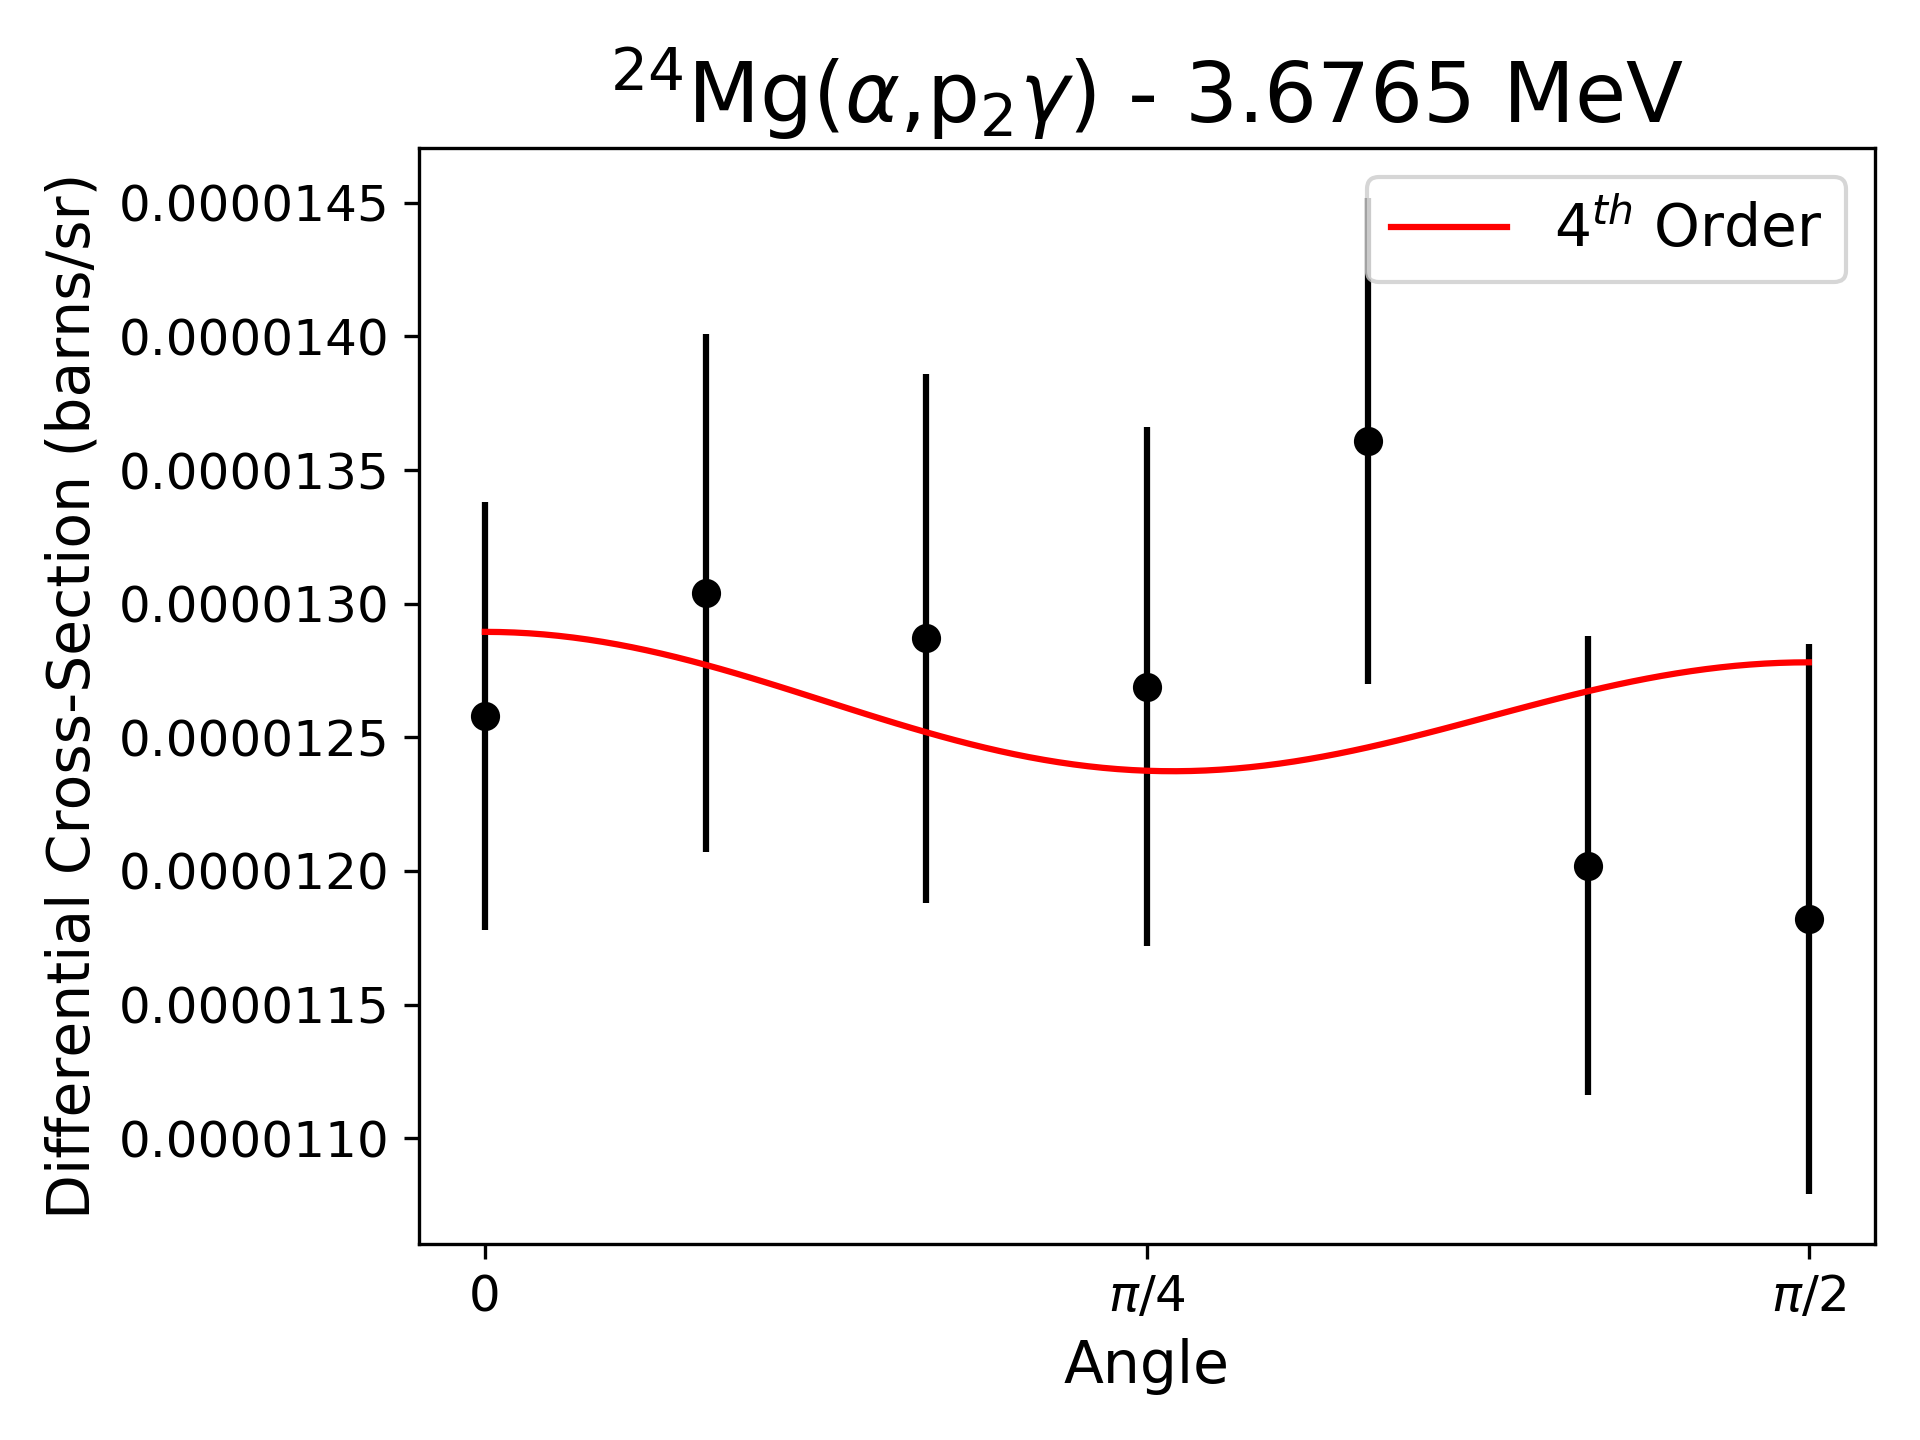 ²⁴Mg(α,p₂γ) - 3.6765 MeV
4ᵗʰ Order
Differential Cross-Section (barns/sr)
0.0000145
0.0000140
0.0000135
0.0000130
0.0000125
0.0000120
0.0000115
0.0000110
0
π/4
π/2
Angle